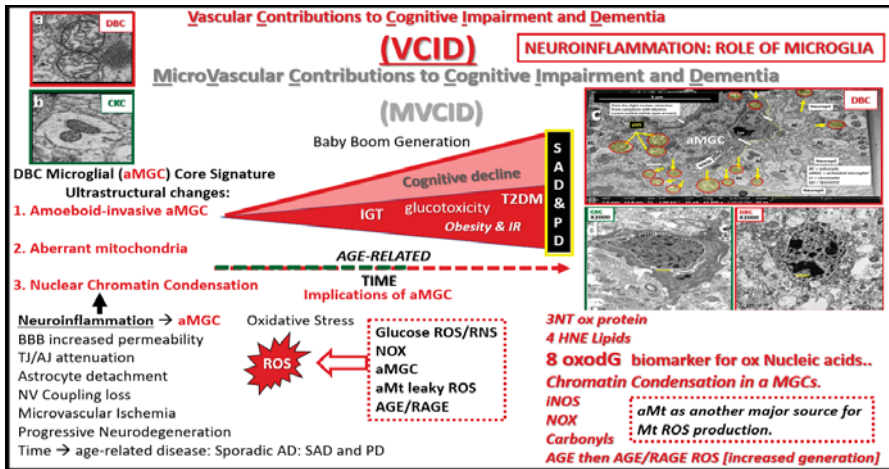 Vascular Contributions to Cognitive Impairment and Dementia
(VCID)
NEUROINFLAMMATION: ROLE OF MICROGLIA
MicroVascular Contributions to Cognitive Impairment and Dementia
(MVCID)
a
DBC
b
CKC
Baby Boom Generation
Cognitive decline
IGT
glucotoxicity
T2DM
Obesity & IR
SAD&PD
AGE-RELATED
TIME
Implications of aMGC
DBC Microglial (aMGC) Core Signature
Ultrastructural changes:
1. Amoeboid-invasive aMGC
2. Aberrant mitochondria
3. Nuclear Chromatin Condensation
Neuroinflammation → aMGC
BBB increased permeability
TJ/AJ attenuation
Astrocyte detachment
NV Coupling loss
Microvascular Ischemia
Progressive Neurodegeneration
Time → age-related disease: Sporadic AD: SAD and PD
Oxidative Stress
ROS
Glucose ROS/RNS
NOX
aMGC
aMt leaky ROS
AGE/RAGE
c
DBC
aMGC
Neuropil
d
CKC
X2000
DBC
X2000
3NT ox protein
4 HNE Lipids
8 oxodG biomarker for ox Nucleic acids..
Chromatin Condensation in a MGCs.
iNOS
NOX
Carbonyls
AGE then AGE/RAGE ROS [increased generation]
aMt as another major source for
Mt ROS production.